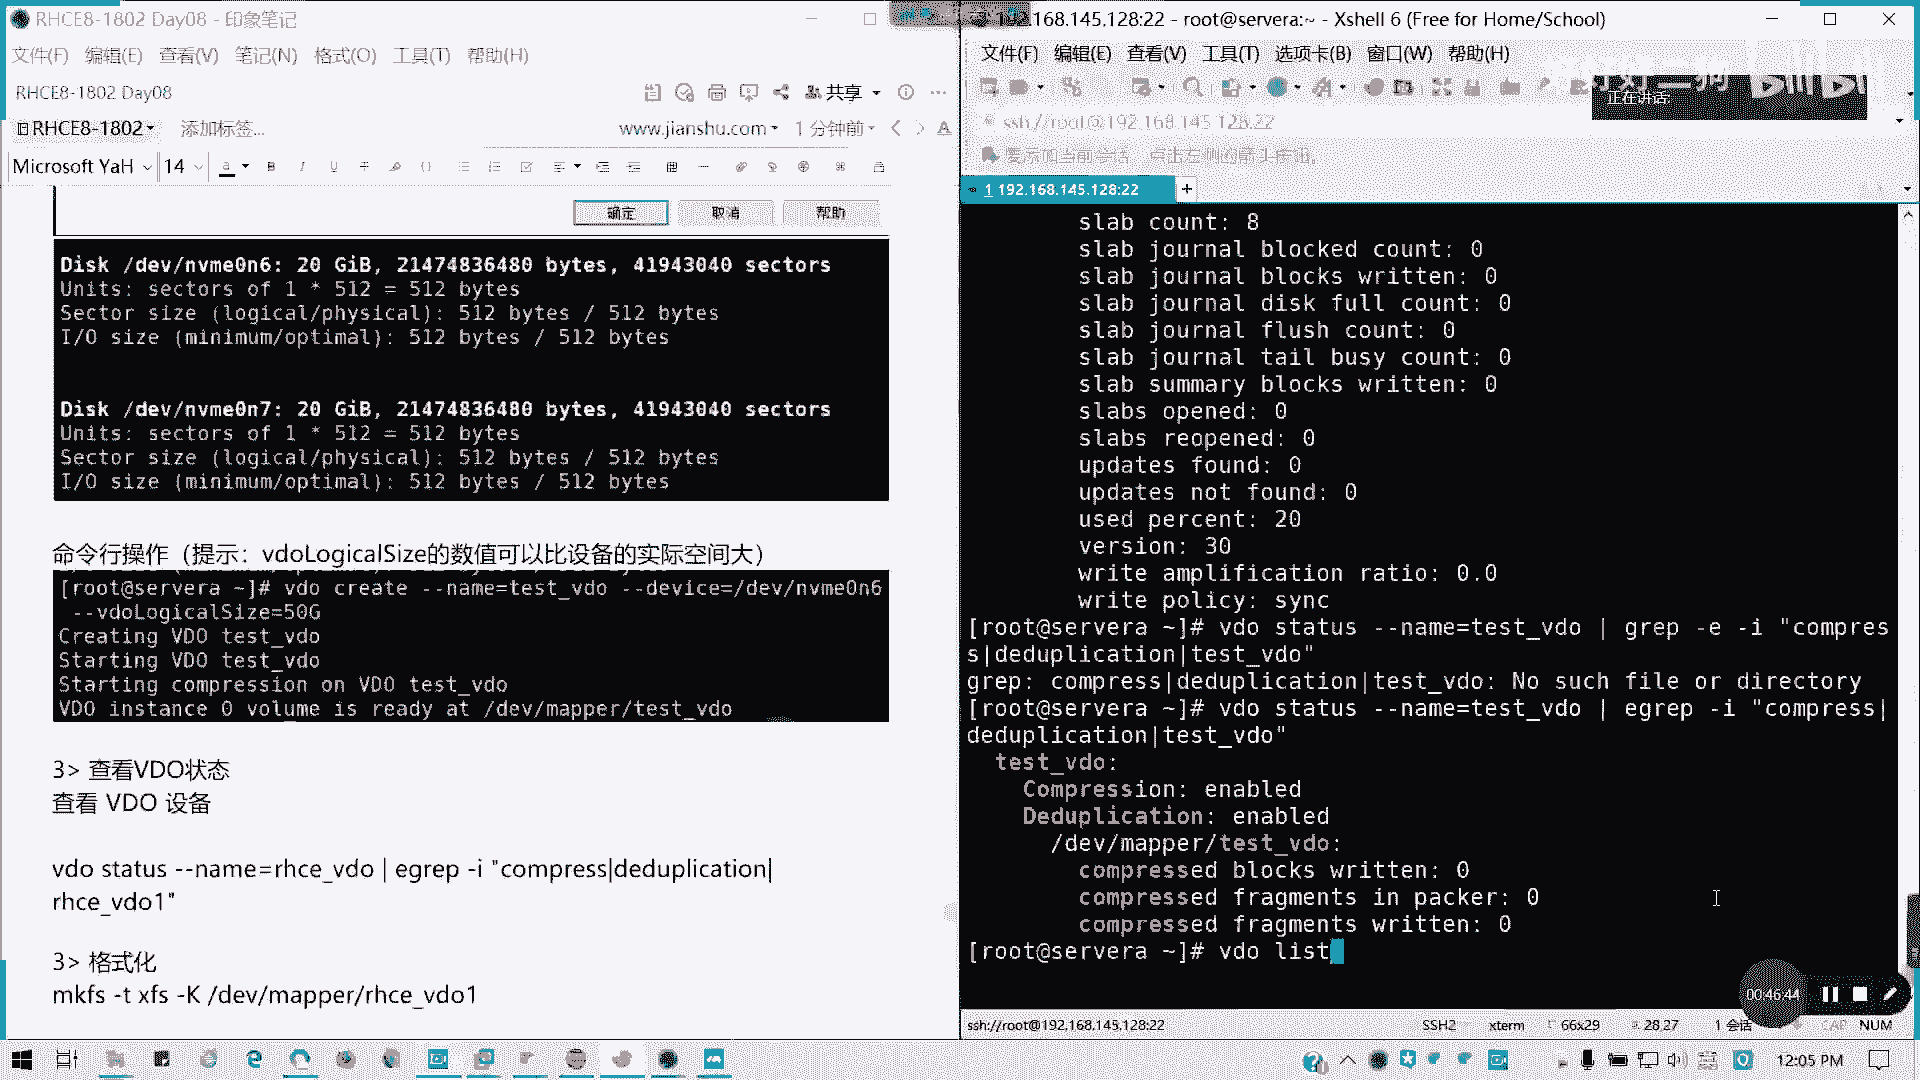 RHCE8-1802 Day08 - 印象笔记
文件(F) 编辑(E) 查看(V) 笔记(N) 格式(O) 工具(T) 帮助(H)
RHCE8-1802 Day08
共享
RHCE8-1802
添加标签...
www.jianshu.com
1 分钟前
Microsoft YaH 14
确定 取消 帮助
Disk /dev/nvme0n6: 20 GiB, 21474836480 bytes, 41943040 sectors
Units: sectors of 1 * 512 = 512 bytes
Sector size (logical/physical): 512 bytes / 512 bytes
I/O size (minimum/optimal): 512 bytes / 512 bytes
Disk /dev/nvme0n7: 20 GiB, 21474836480 bytes, 41943040 sectors
Units: sectors of 1 * 512 = 512 bytes
Sector size (logical/physical): 512 bytes / 512 bytes
I/O size (minimum/optimal): 512 bytes / 512 bytes
命令行操作（提示：vdoLogicalSize的数值可以比设备的实际空间大）
[root@servera ~]# vdo create --name=test_vdo --device=/dev/nvme0n6
--vdoLogicalSize=50G
Creating VDO test_vdo
Starting VDO test_vdo
Starting compression on VDO test_vdo
VDO instance 0 volume is ready at /dev/mapper/test_vdo
3> 查看VDO状态
查看 VDO 设备
vdo status --name=rhce_vdo | egrep -i "compress|deduplication|
rhce_vdo1"
3> 格式化
mkfs -t xfs -K /dev/mapper/rhce_vdo1
.168.145.128:22 - root@servera:~ - Xshell 6 (Free for Home/School)
文件(F) 编辑(E) 查看(V) 工具(T) 选项卡(B) 窗口(W) 帮助(H)
正在讲话
ssh://root@192.168.145.128:22
要添加当前会话，点击左侧的箭头按钮。
1 192.168.145.128:22
slab count: 8
slab journal blocked count: 0
slab journal blocks written: 0
slab journal disk full count: 0
slab journal flush count: 0
slab journal tail busy count: 0
slab summary blocks written: 0
slabs opened: 0
slabs reopened: 0
updates found: 0
updates not found: 0
used percent: 20
version: 30
write amplification ratio: 0.0
write policy: sync
[root@servera ~]# vdo status --name=test_vdo | grep -e -i "compres
s|deduplication|test_vdo"
grep: compress|deduplication|test_vdo: No such file or directory
[root@servera ~]# vdo status --name=test_vdo | egrep -i "compress|
deduplication|test_vdo"
test_vdo:
Compression: enabled
Deduplication: enabled
/dev/mapper/test_vdo:
compressed blocks written: 0
compressed fragments in packer: 0
compressed fragments written: 0
[root@servera ~]# vdo list
00:46:44
ssh://root@192.168.145.128:22
SSH2
xterm
66x29
28,27
1 会话
CAP NUM
12:05 PM